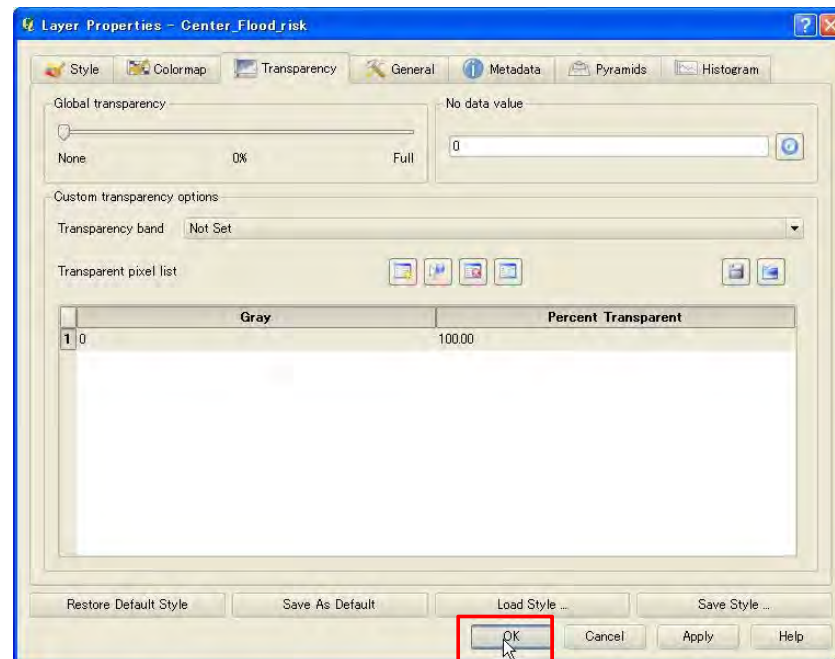 Layer Properties - Center_Flood_risk
Style Colormap Transparency General Metadata Pyramids Histogram
Global transparency
None 0% Full
No data value
0
Custom transparency options
Transparency band Not Set
Transparent pixel list
Gray Percent Transparent
1 0 100.00
Restore Default Style Save As Default Load Style ... Save Style ...
OK Cancel Apply Help